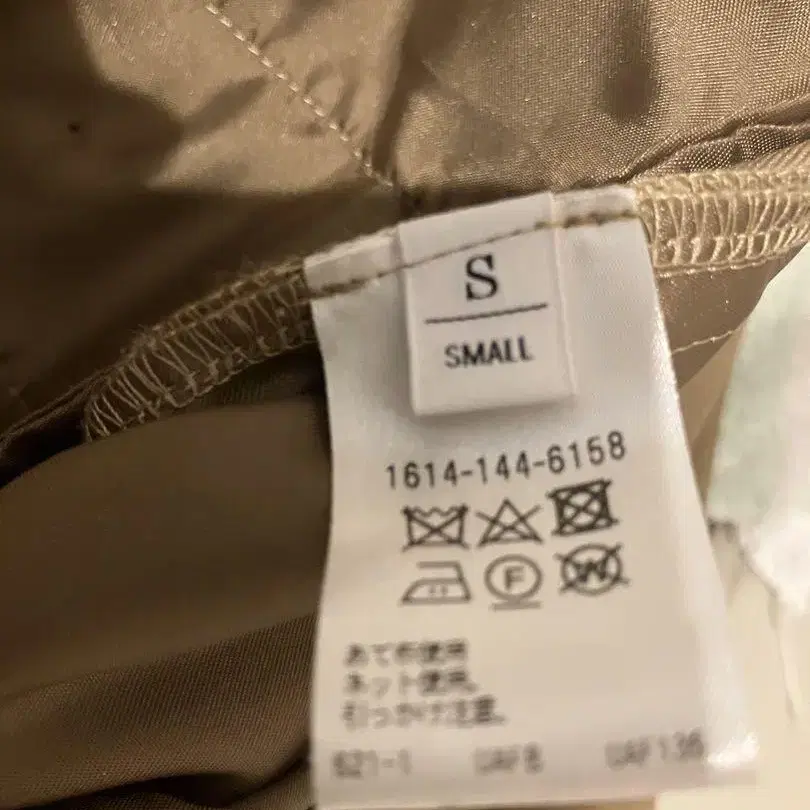 S
SMALL
1614-144-6158
F
W
あて布使用
ネット使用。
引っかけ注意。
621-1 UAF8 UAF136